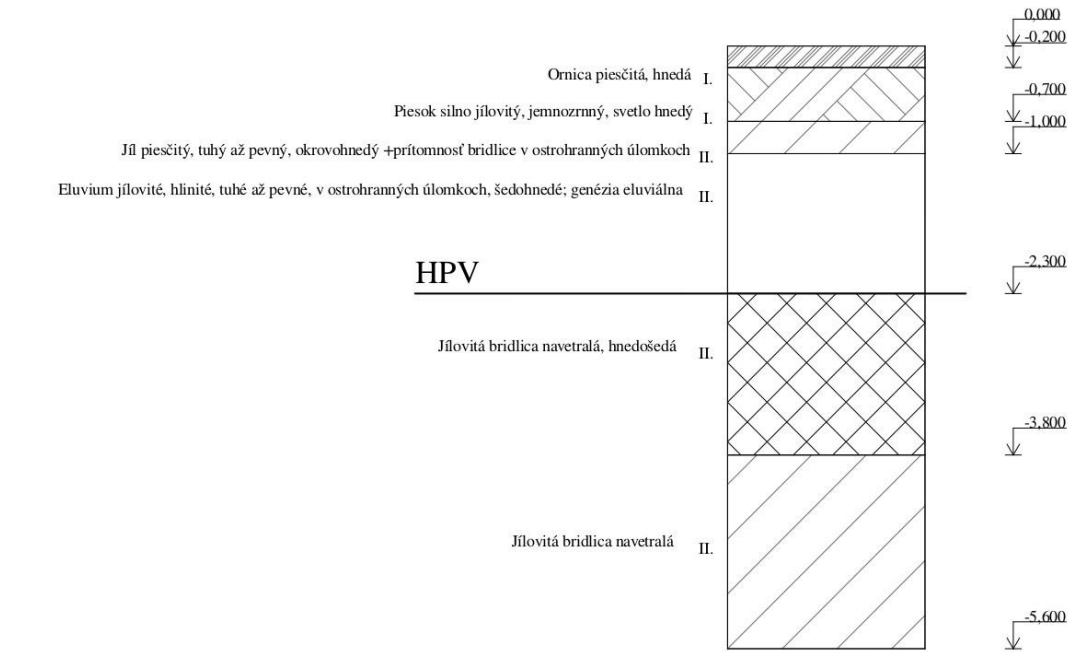 0,000
-0,200
Ornica piesčitá, hnedá I.
-0,700
Piesok silno jílovitý, jemnozrnný, svetlo hnedý I.
-1,000
Jíl piesčitý, tuhý až pevný, okrovohnedý +prítomnosť bridlice v ostrohranných úlomkoch II.
Eluvium jílovité, hlinité, tuhé až pevné, v ostrohranných úlomkoch, šedohnedé; genézia eluviálna II.
-2,300
HPV
Jílovitá bridlica navetralá, hnedošedá II.
-3,800
Jílovitá bridlica navetralá II.
-5,600